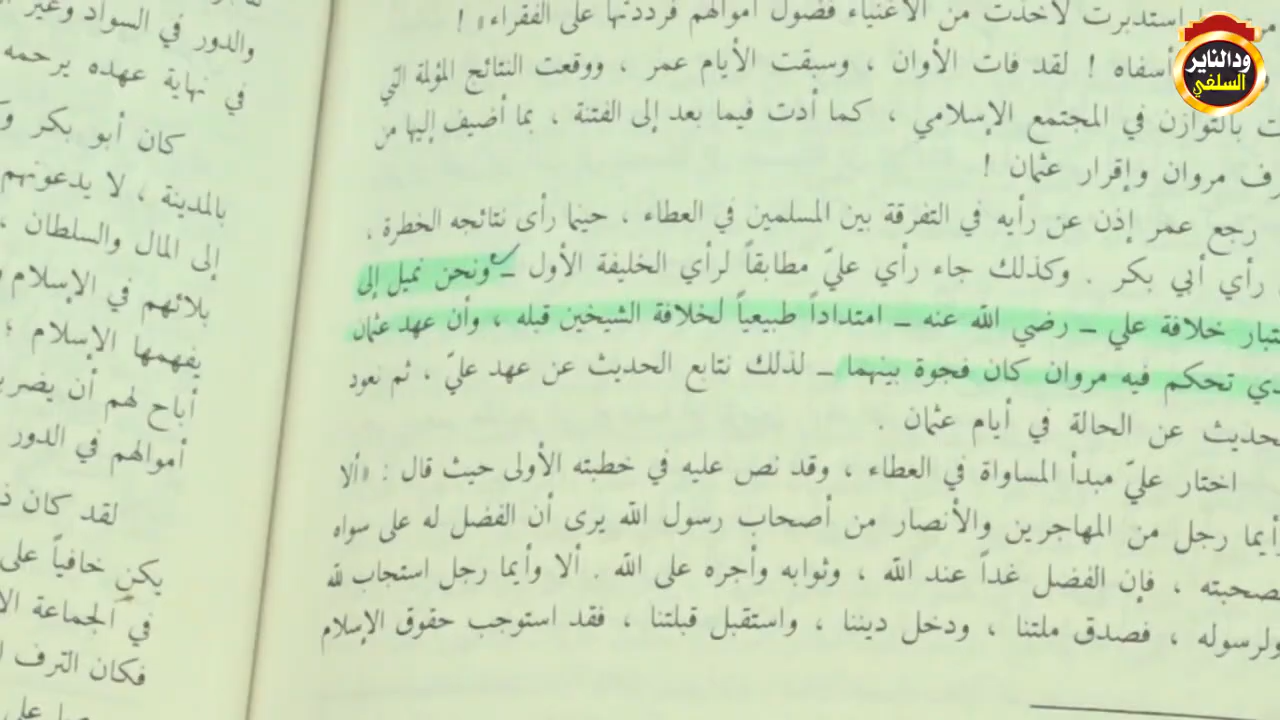 استدبرت لأخذت من الأغنياء فضول أموالهم فرددتها على الفقراء» !
أسفاه ! لقد فات الأوان ، وسبقت الأيام عمر ، ووقعت النتائج المؤلمة التي
بالتوازن في المجتمع الإسلامي ، كما أدت فيما بعد إلى الفتنة ، بما أضيف إليها من
مروان وإقرار عثمان !
رجع عمر إذن عن رأيه في التفرقة بين المسلمين في العطاء ، حينما رأى نتائجه الخطرة ،
رأي أبي بكر . وكذلك جاء رأي عليّ مطابقاً لرأي الخليفة الأول ـ ونحن نميل إلى
خلافة علي ـ رضي الله عنه ـ امتداداً طبيعياً لخلافة الشيخين قبله ، وأن عهد عثمان
تحكم فيه مروان كان فجوة بينهما ـ لذلك نتابع الحديث عن عهد عليّ ، ثم نعود
عن الحالة في أيام عثمان .
اختار عليّ مبدأ المساواة في العطاء ، وقد نص عليه في خطبته الأولى حيث قال : «ألا
أيما رجل من المهاجرين والأنصار من أصحاب رسول الله يرى أن الفضل له على سواه
، فإن الفضل غداً عند الله ، وثوابه وأجره على الله . ألا وأيما رجل استجاب لله
ولرسوله ، فصدق ملتنا ، ودخل ديننا ، واستقبل قبلتنا ، فقد استوجب حقوق الإسلام
والدور في السواد وغير
في نهاية عهده يرحمه
كان أبو بكر
بالمدينة ، لا يدعونهم
إلى المال والسلطان ،
بلائهم في الإسلام
يفهمها الإسلام ؛
أباح لهم أن
أموالهم في الدور
لقد كان
يكن خافياً على
في الجماعة
فكان الترف
ودالناير
السلفي